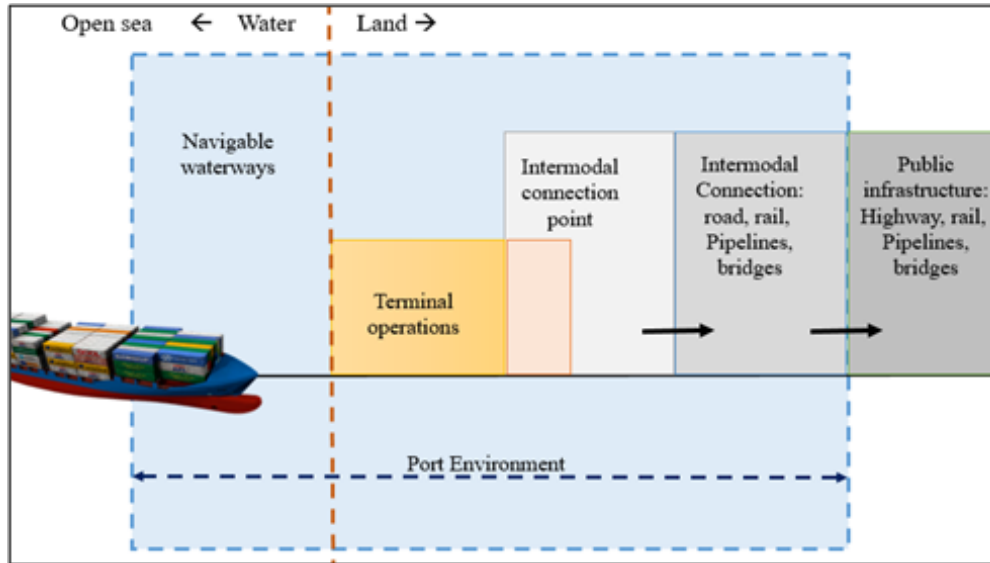 Open sea ← Water Land →
Navigable
waterways
Intermodal
connection
point
Intermodal
Connection:
road, rail,
Pipelines,
bridges
Public
infrastructure:
Highway, rail,
Pipelines,
bridges
Terminal
operations
Port Environment